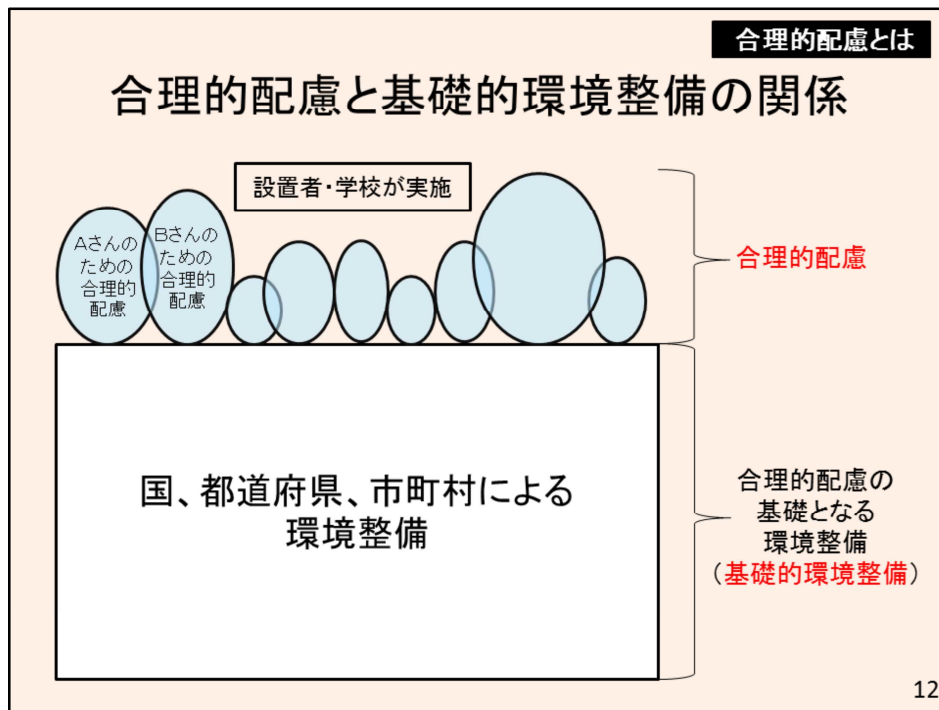 合理的配慮とは
合理的配慮と基礎的環境整備の関係
設置者・学校が実施
Aさんの
ための
合理的
配慮
Bさんの
ための
合理的
配慮
合理的配慮
国、都道府県、市町村による
環境整備
合理的配慮の
基礎となる
環境整備
（基礎的環境整備）
12